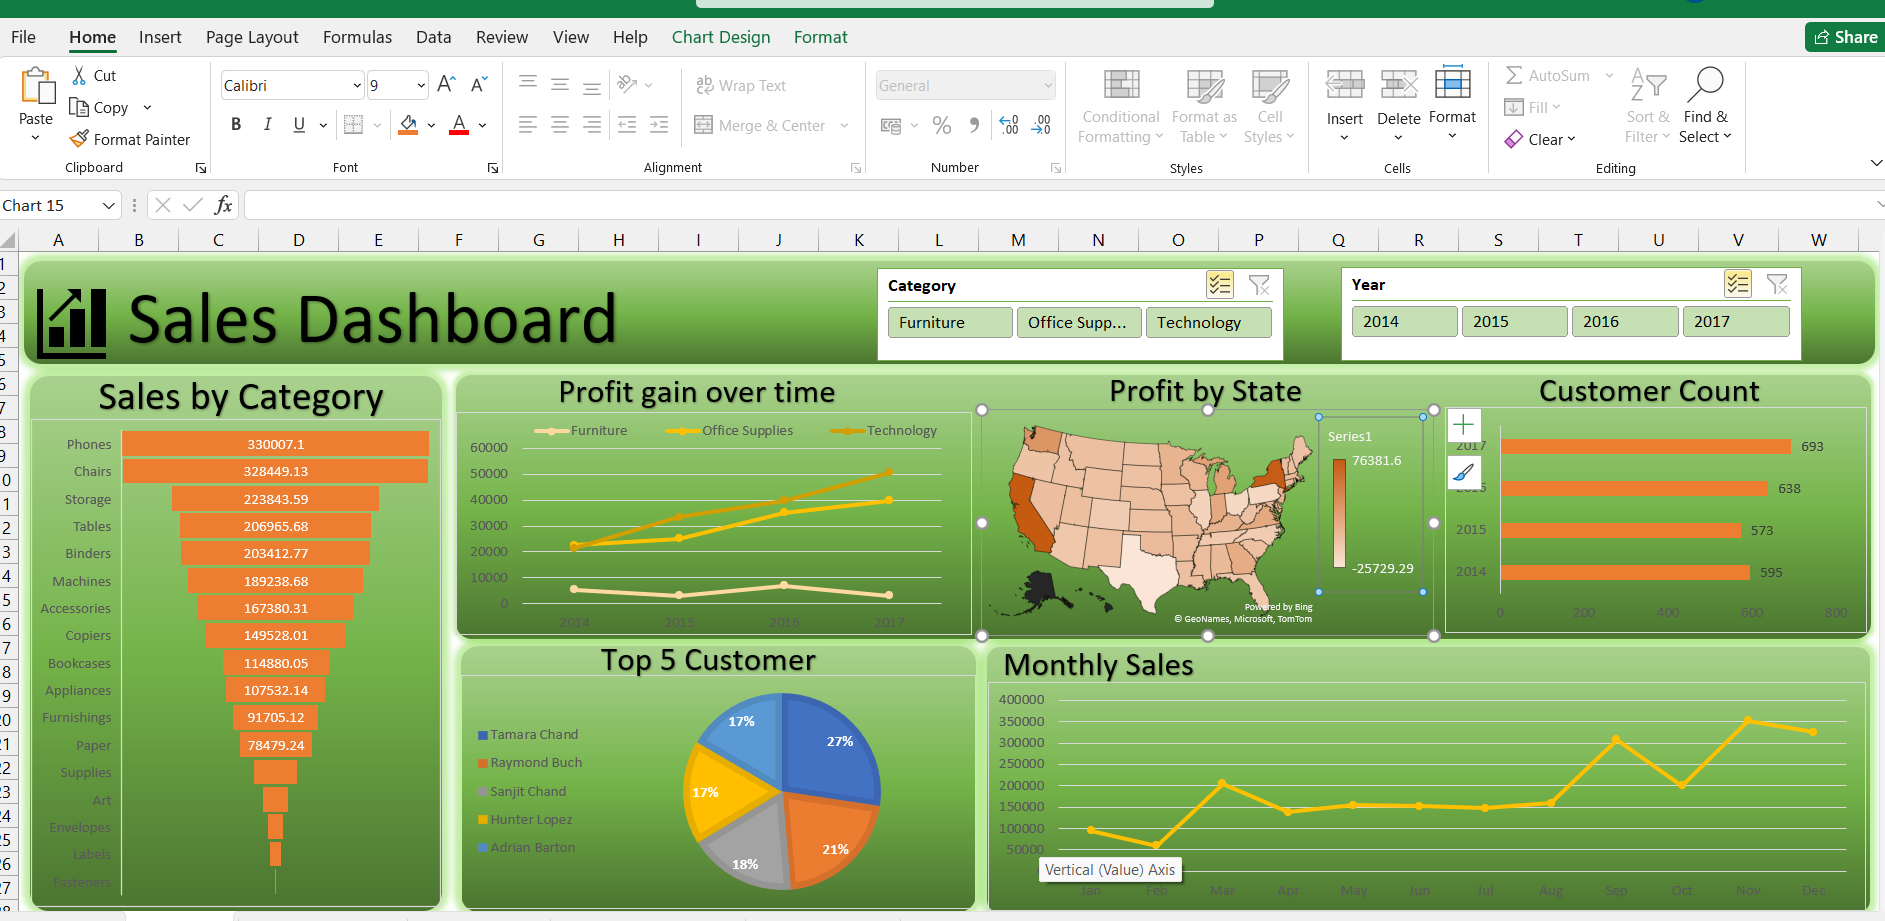 File Home Insert Page Layout Formulas Data Review View Help Chart Design Format Share
Paste
Cut
Copy
Format Painter
Clipboard
Calibri 9
B I U
Font
Wrap Text
Merge & Center
Alignment
General
Number
Conditional Formatting
Format as Table
Cell Styles
Styles
Insert
Delete
Format
Cells
AutoSum
Fill
Clear
Sort & Filter
Find & Select
Editing
Chart 15
fx
A B C D E F G H I J K L M N O P Q R S T U V W
Sales Dashboard
Category
Furniture Office Supp... Technology
Year
2014 2015 2016 2017
Sales by Category
Phones 330007.1
Chairs 328449.13
Storage 223843.59
Tables 206965.68
Binders 203412.77
Machines 189238.68
Accessories 167380.31
Copiers 149528.01
Bookcases 114880.05
Appliances 107532.14
Furnishings 91705.12
Paper 78479.24
Supplies
Art
Envelopes
Labels
Fasteners
Profit gain over time
Furniture Office Supplies Technology
60000
50000
40000
30000
20000
10000
0
2014 2015 2016 2017
Profit by State
Series1
76381.6
-25729.29
Powered by Bing
© GeoNames, Microsoft, TomTom
Customer Count
2017 693
638
2015 573
2014 595
0 200 400 600 800
Top 5 Customer
Tamara Chand
Raymond Buch
Sanjit Chand
Hunter Lopez
Adrian Barton
27%
21%
18%
17%
17%
Monthly Sales
400000
350000
300000
250000
200000
150000
100000
50000
Vertical (Value) Axis
Jan Feb Mar Apr May Jun Jul Aug Sep Oct Nov Dec